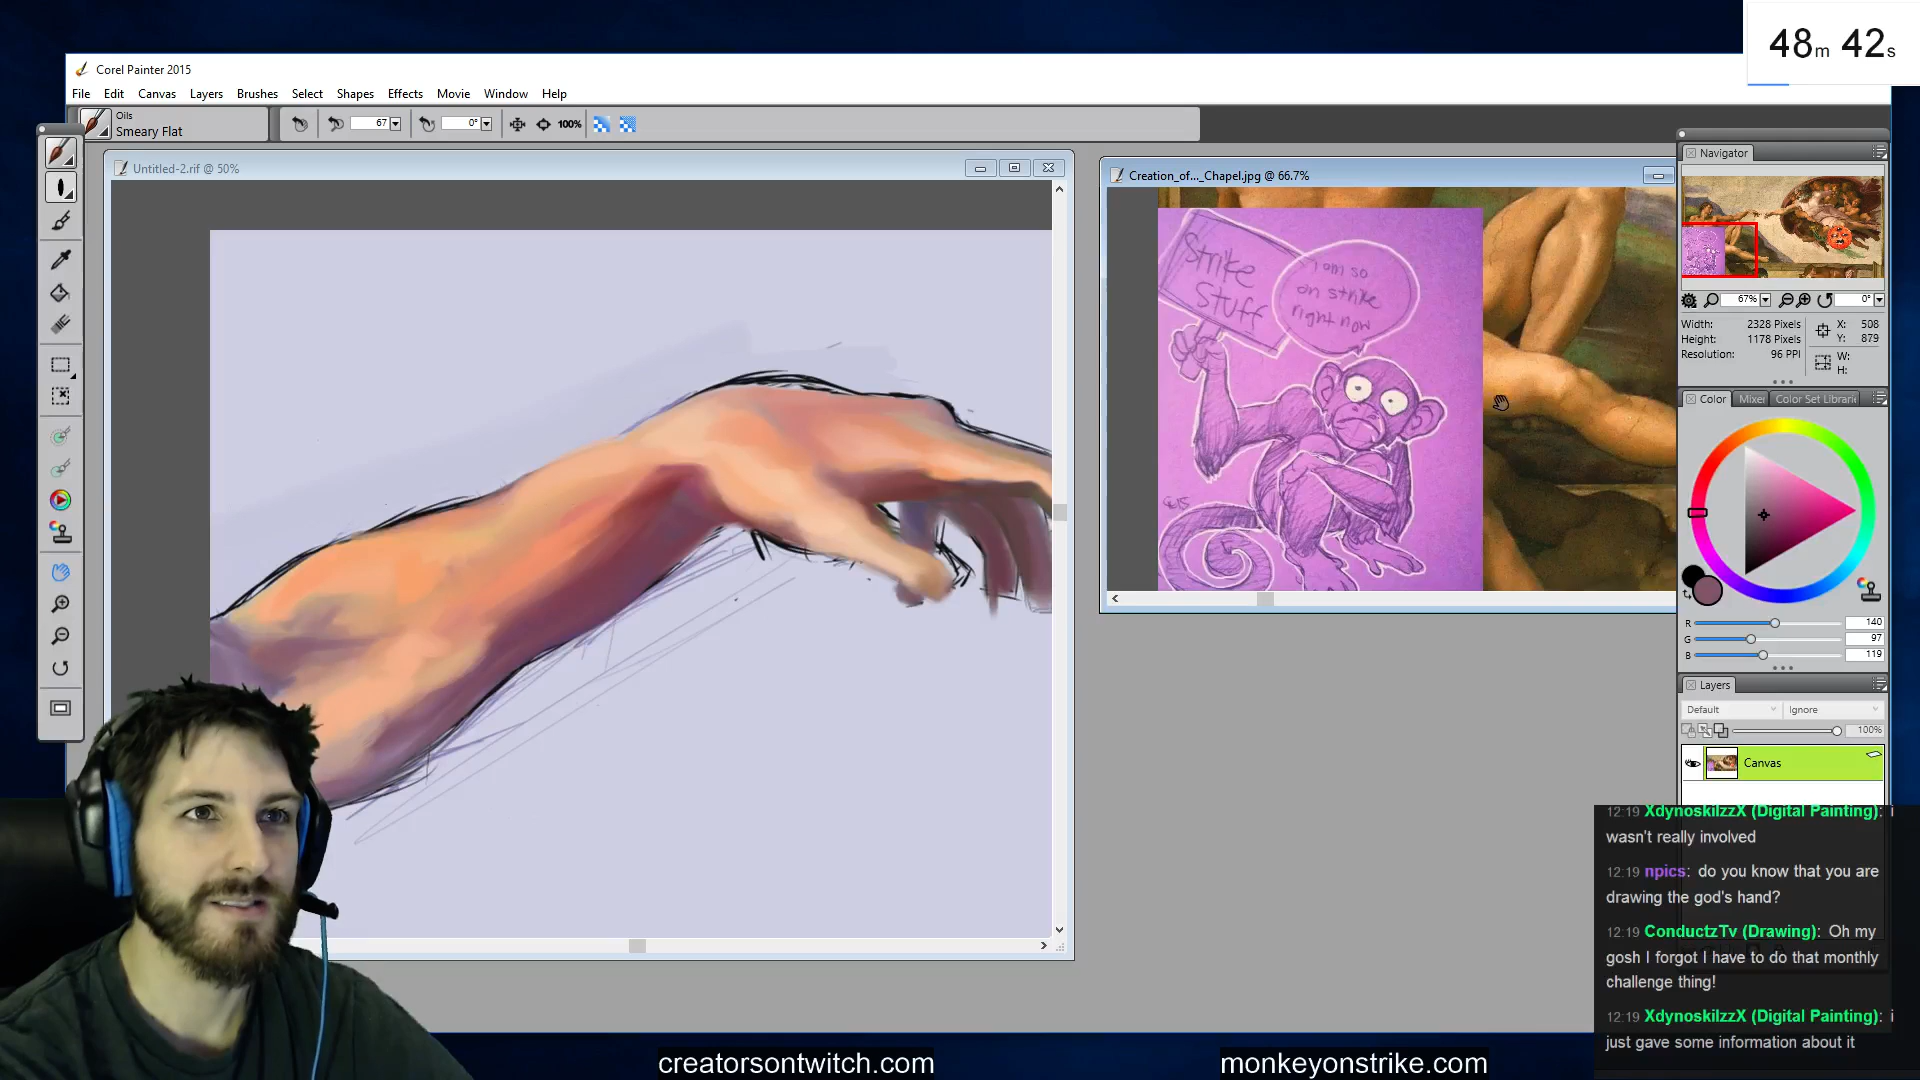 48m 42s
Corel Painter 2015
File Edit Canvas Layers Brushes Select Shapes Effects Movie Window Help
Oils
Smeary Flat
67
0°
100%
Untitled-2.rif @ 50%
Creation_of..._Chapel.jpg @ 66.7%
Strike
Stuff
I am so
on strike
right now
Navigator
67%
0°
Width: 2328 Pixels
Height: 1178 Pixels
Resolution: 96 PPI
X: 508
Y: 879
W:
H:
Color Mixer Color Set Librari
R 140
G 97
B 119
Layers
Default Ignore
100%
Canvas
12:19 XdynoskilzzX (Digital Painting): i
wasn't really involved
12:19 npics: do you know that you are
drawing the god's hand?
12:19 ConductzTv (Drawing): Oh my
gosh I forgot I have to do that monthly
challenge thing!
12:19 XdynoskilzzX (Digital Painting): i
just gave some information about it
creatorsontwitch.com
monkeyonstrike.com